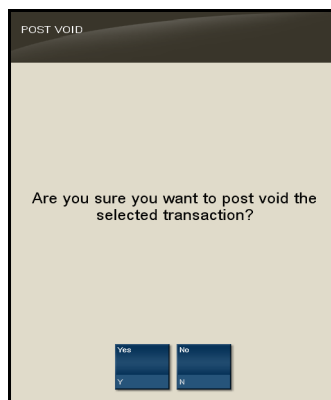 POST VOID
Are you sure you want to post void the
selected transaction?
Yes No
Y N